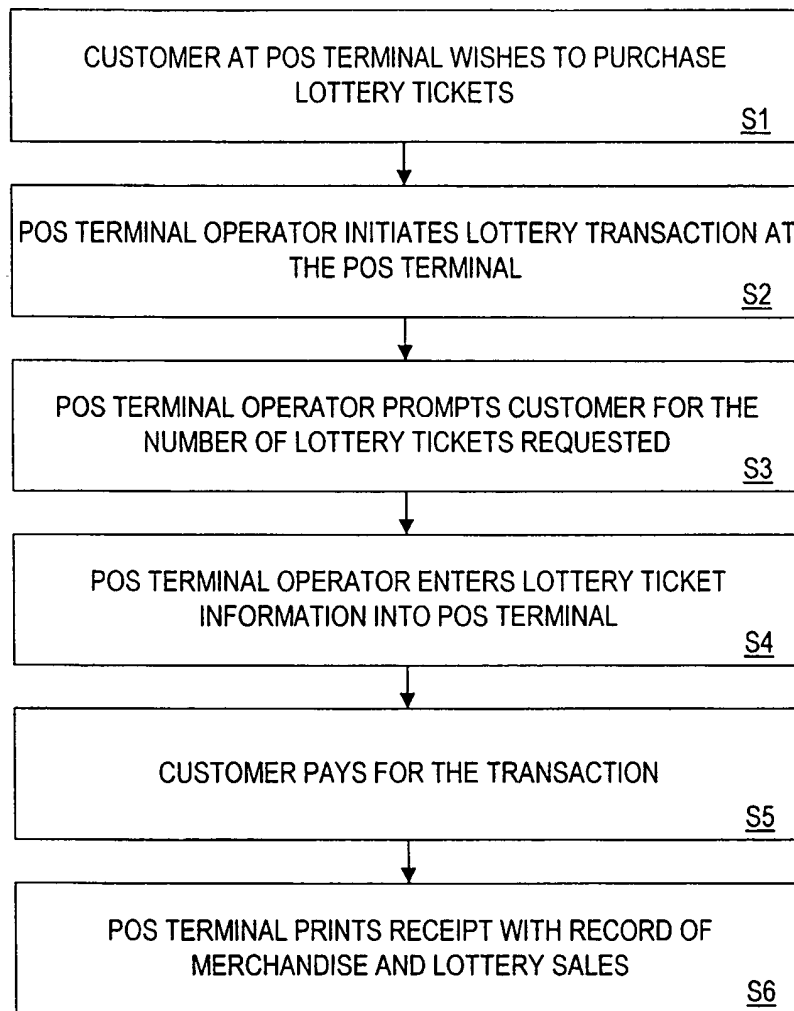 CUSTOMER AT POS TERMINAL WISHES TO PURCHASE
LOTTERY TICKETS
S1
POS TERMINAL OPERATOR INITIATES LOTTERY TRANSACTION AT
THE POS TERMINAL
S2
POS TERMINAL OPERATOR PROMPTS CUSTOMER FOR THE
NUMBER OF LOTTERY TICKETS REQUESTED
S3
POS TERMINAL OPERATOR ENTERS LOTTERY TICKET
INFORMATION INTO POS TERMINAL
S4
CUSTOMER PAYS FOR THE TRANSACTION
S5
POS TERMINAL PRINTS RECEIPT WITH RECORD OF
MERCHANDISE AND LOTTERY SALES
S6